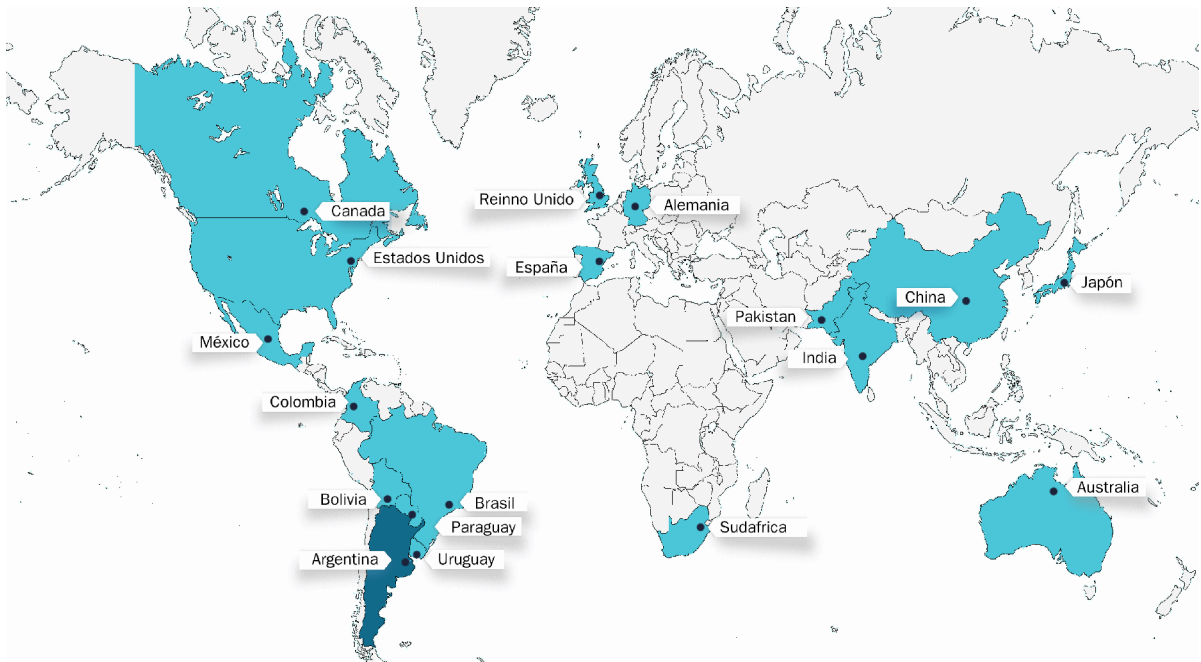 Reinno Unido
Alemania
Canada
Estados Unidos
España
Japón
China
Pakistan
México
India
Colombia
Australia
Bolivia
Brasil
Paraguay
Sudafrica
Argentina
Uruguay